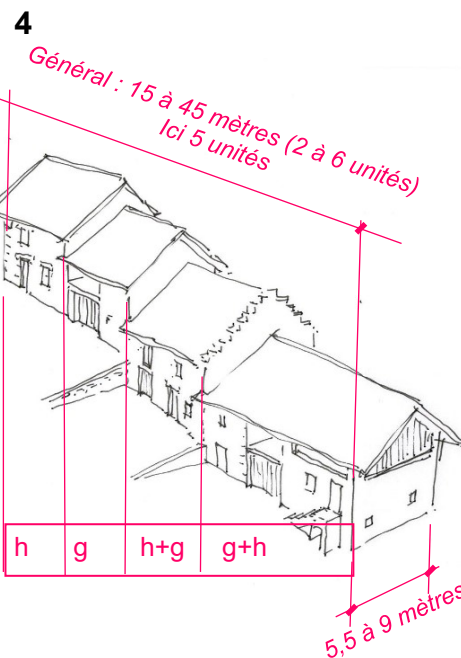 4
Général : 15 à 45 mètres (2 à 6 unités)
Ici 5 unités
h g h+g g+h
5,5 à 9 mètres